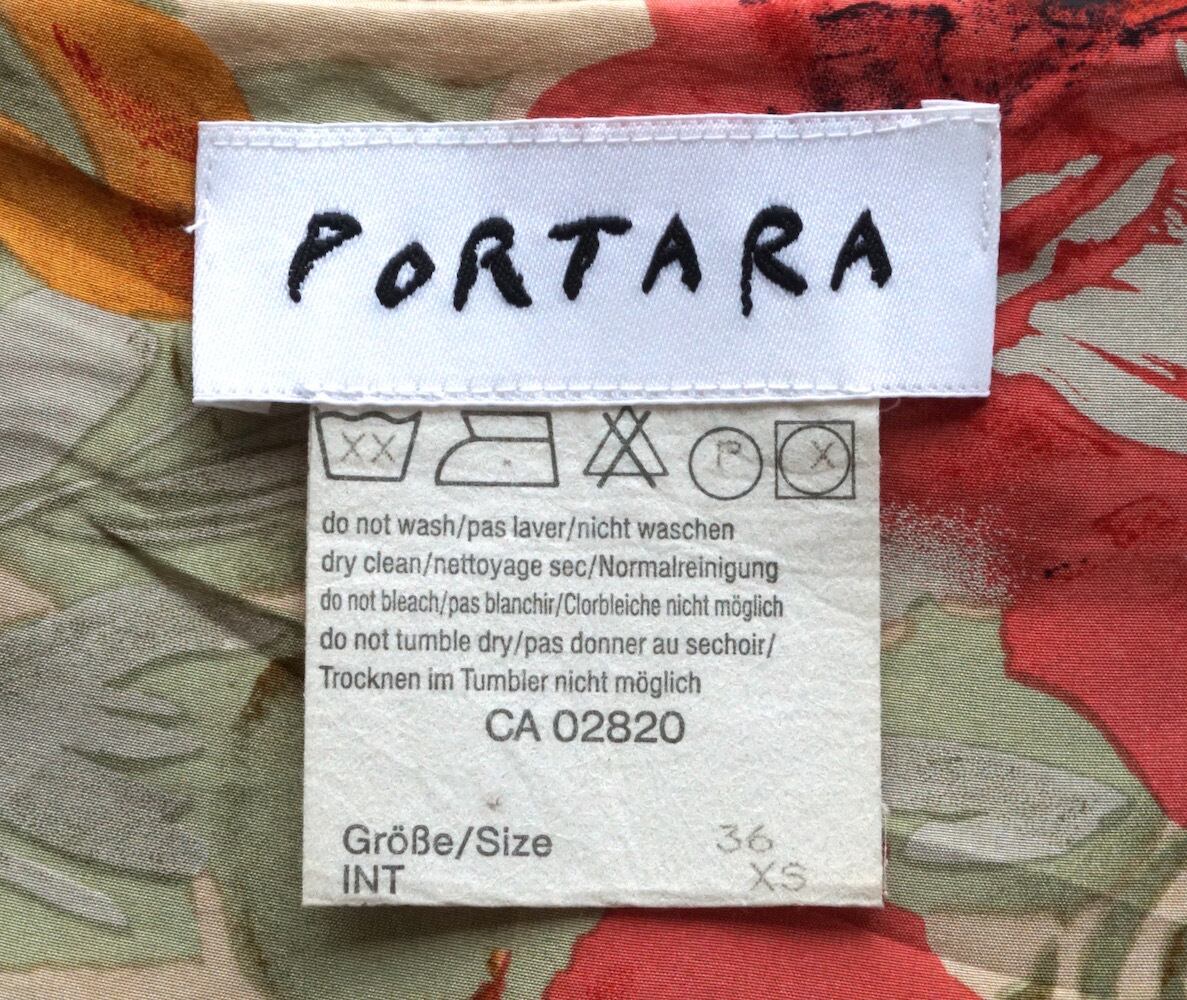 PORTARA
XX P X
do not wash/pas laver/nicht waschen
dry clean/nettoyage sec/Normalreinigung
do not bleach/pas blanchir/Clorbleiche nicht möglich
do not tumble dry/pas donner au sechoir/
Trocknen im Tumbler nicht möglich
CA 02820
Größe/Size 36
INT XS